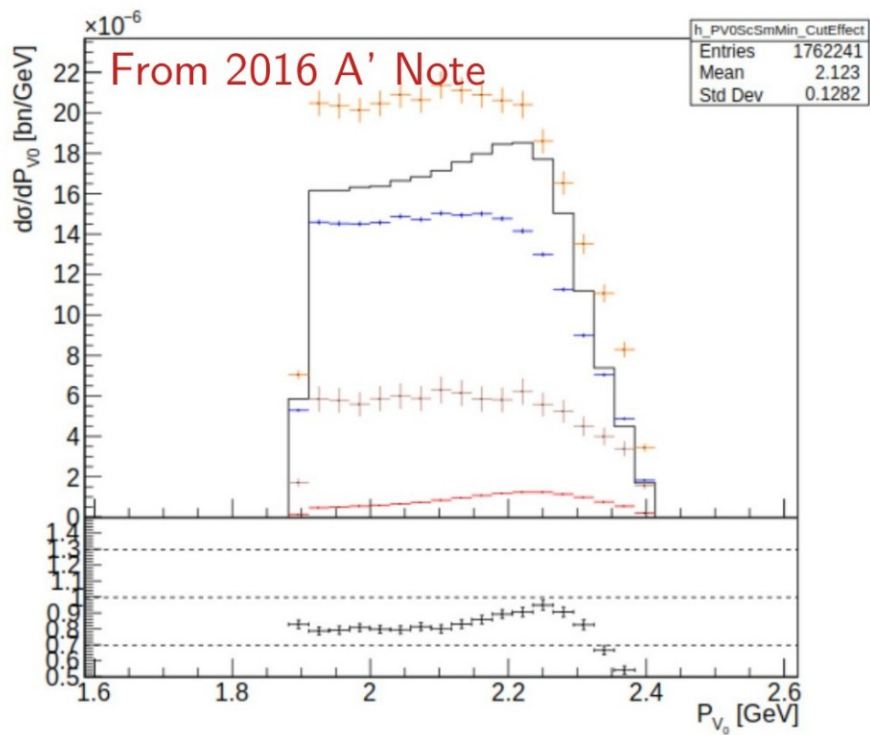 ×10⁻⁶
h_PV0ScSmMin_CutEffect
Entries 1762241
Mean 2.123
Std Dev 0.1282
From 2016 A' Note
dσ/dP_V0 [bn/GeV]
22
20
18
16
14
12
10
8
6
4
2
0
1.4
1.3
1.2
1.1
1
0.9
0.8
0.7
0.6
0.5
1.6 1.8 2 2.2 2.4 2.6
P_V₀ [GeV]